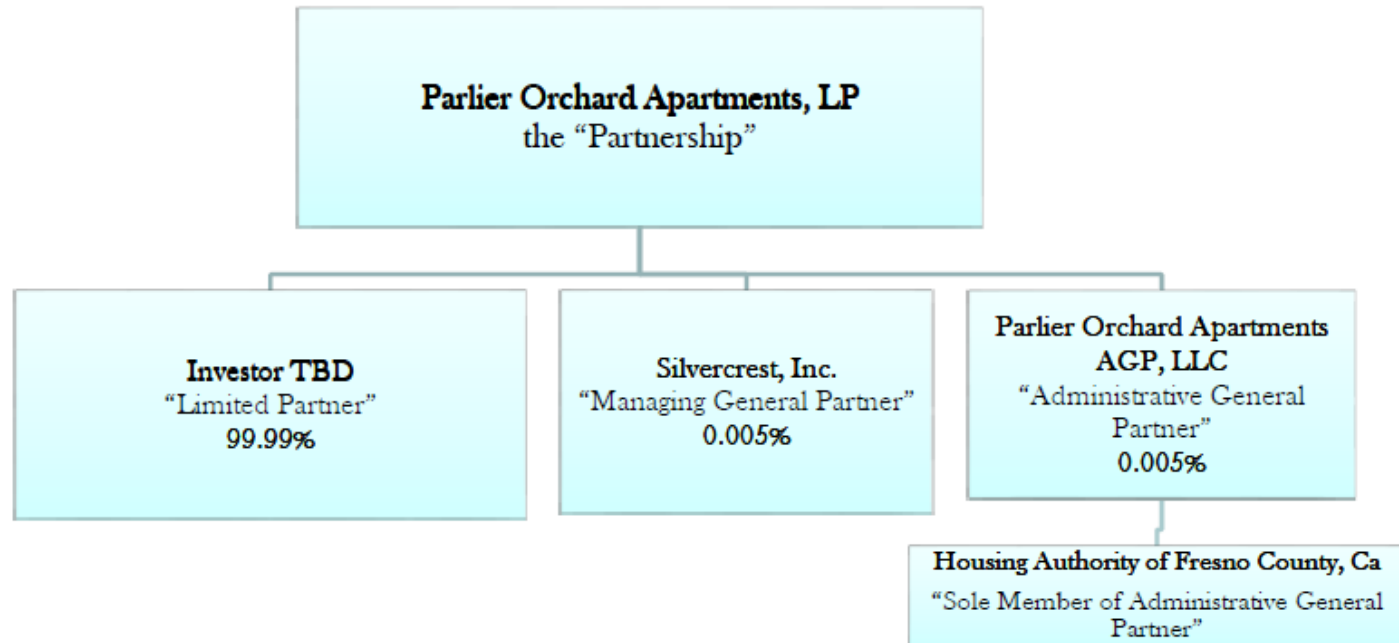 Parlier Orchard Apartments, LP
the “Partnership”
Investor TBD
“Limited Partner”
99.99%
Silvercrest, Inc.
“Managing General Partner”
0.005%
Parlier Orchard Apartments
AGP, LLC
“Administrative General
Partner”
0.005%
Housing Authority of Fresno County, Ca
“Sole Member of Administrative General
Partner”